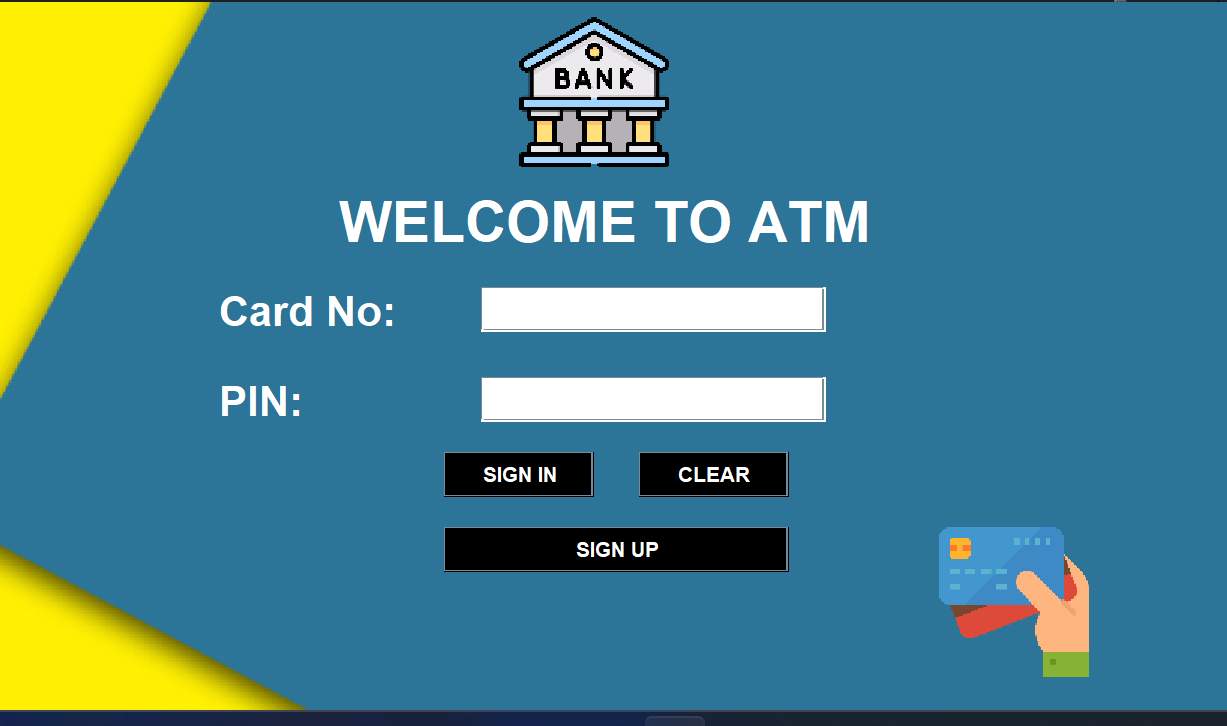 BANK
WELCOME TO ATM
Card No:
PIN:
SIGN IN CLEAR
SIGN UP